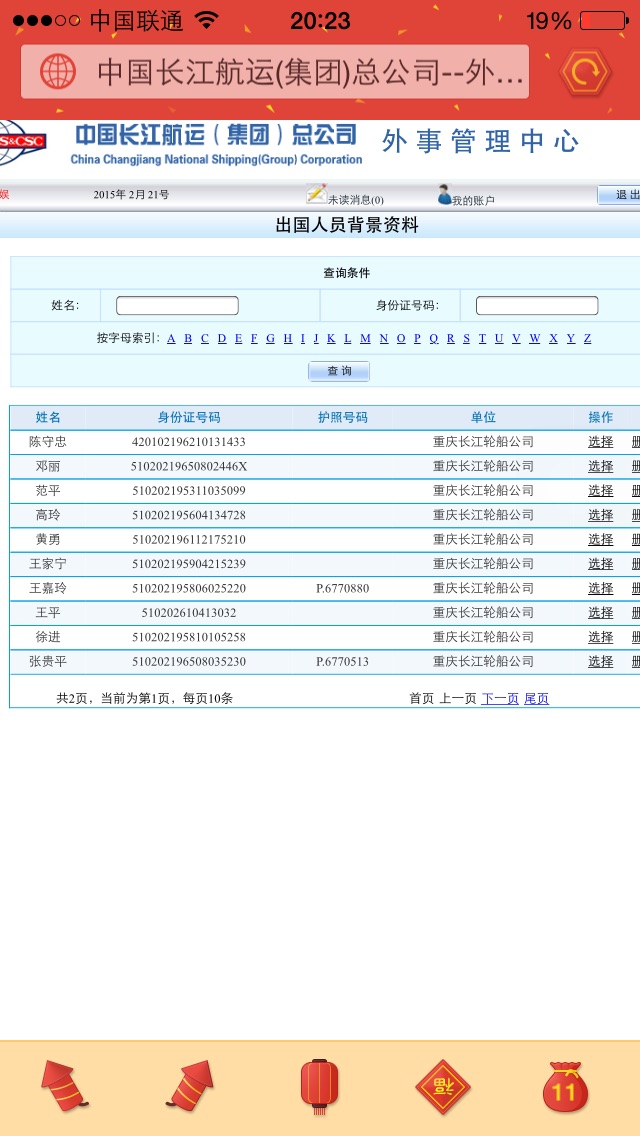 中国联通 20:23 19%
中国长江航运(集团)总公司--外...
S&CSC 中国长江航运（集团）总公司 外事管理中心
China Changjiang National Shipping(Group) Corporation
娱 2015年 2月 21号 未读消息(0) 我的账户 退 出
出国人员背景资料
查询条件
姓名: 身份证号码:
按字母索引: A B C D E F G H I J K L M N O P Q R S T U V W X Y Z
查 询
姓名 身份证号码 护照号码 单位 操作
陈守忠 420102196210131433 重庆长江轮船公司 选择
邓丽 51020219650802446X 重庆长江轮船公司 选择
范平 510202195311035099 重庆长江轮船公司 选择
高玲 510202195604134728 重庆长江轮船公司 选择
黄勇 510202196112175210 重庆长江轮船公司 选择
王家宁 510202195904215239 重庆长江轮船公司 选择
王嘉玲 510202195806025220 P.6770880 重庆长江轮船公司 选择
王平 510202610413032 重庆长江轮船公司 选择
徐进 510202195810105258 重庆长江轮船公司 选择
张贵平 510202196508035230 P.6770513 重庆长江轮船公司 选择
共2页，当前为第1页，每页10条 首页 上一页 下一页 尾页
福 11